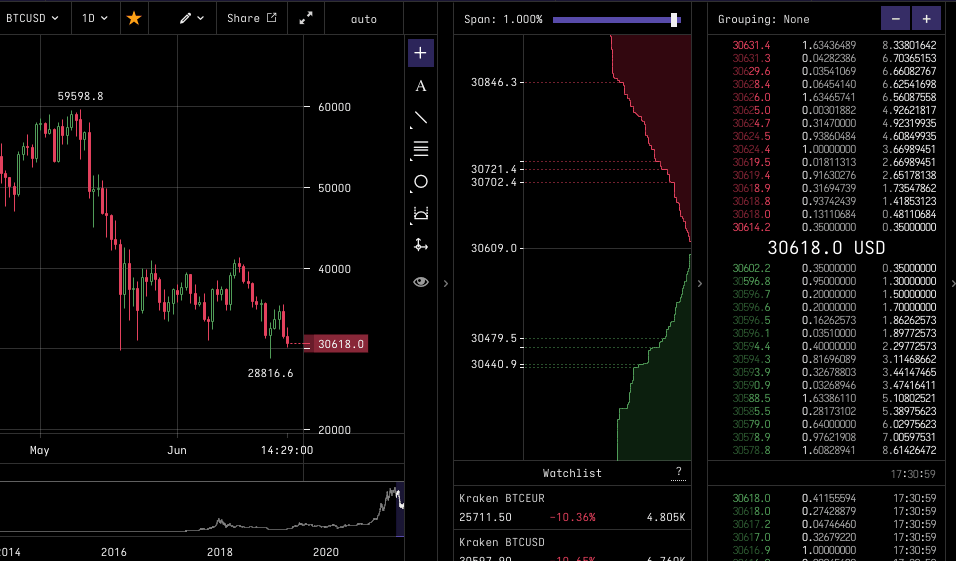 BTCUSD 1D Share auto
59598.8
60000
50000
40000
30618.0
28816.6
20000
May Jun 14:29:00
2014 2016 2018 2020
A
Span: 1.000%
30846.3
30721.4
30702.4
30609.0
30479.5
30440.9
Watchlist ?
Kraken BTCEUR
25711.50 -10.36% 4.805K
Kraken BTCUSD
Grouping: None − +
30631.4 1.63436489 8.33801642
30631.3 0.04282386 6.70365153
30629.6 0.03541069 6.66082767
30628.4 0.06454140 6.62541698
30626.0 1.63465741 6.56087558
30625.0 0.00301882 4.92621817
30624.7 0.31470000 4.92319935
30624.5 0.93860484 4.60849935
30624.4 1.00000000 3.66989451
30619.5 0.01811313 2.66989451
30619.4 0.91630276 2.65178138
30618.9 0.31694739 1.73547862
30618.8 0.93742439 1.41853123
30618.0 0.13110684 0.48110684
30614.2 0.35000000 0.35000000
30618.0 USD
30602.2 0.35000000 0.35000000
30596.8 0.95000000 1.30000000
30596.7 0.20000000 1.50000000
30596.6 0.20000000 1.70000000
30596.5 0.16262573 1.86262573
30596.1 0.03510000 1.89772573
30594.4 0.40000000 2.29772573
30594.3 0.81696089 3.11468662
30593.9 0.32678803 3.44147465
30590.9 0.03268946 3.47416411
30588.5 1.63386110 5.10802521
30585.5 0.28173102 5.38975623
30579.0 0.64000000 6.02975623
30578.9 0.97621908 7.00597531
30578.8 1.60828941 8.61426472
17:30:59
30618.0 0.41155594 17:30:59
30618.0 0.27428879 17:30:59
30617.2 0.04746460 17:30:59
30617.0 0.32679220 17:30:59
30616.9 1.00000000 17:30:59